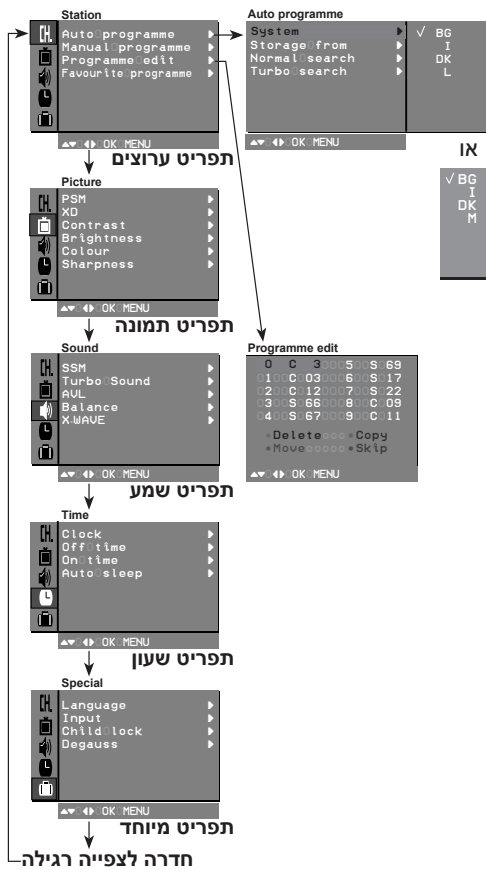 Station
CH.
Auto programme
Manual programme
Programme edit
Favourite programme
OK MENU
תפריט ערוצים
Auto programme
System
Storage from
Normal search
Turbo search
OK MENU
✓ BG
I
DK
L
או
✓ BG
I
DK
M
Picture
CH.
PSM
XD
Contrast
Brightness
Colour
Sharpness
OK MENU
תפריט תמונה
Sound
CH.
SSM
Turbo Sound
AVL
Balance
X-WAVE
OK MENU
תפריט שמע
Programme edit
0 C 3 5 S 69
1 C 03 6 S 17
2 C 12 7 S 22
3 S 66 8 C 09
4 S 67 9 C 11
Delete Copy
Move Skip
OK MENU
Time
CH.
Clock
Off time
On time
Auto sleep
OK MENU
תפריט שעון
Special
CH.
Language
Input
Child lock
Degauss
OK MENU
תפריט מיוחד
חדרה לצפייה רגילה